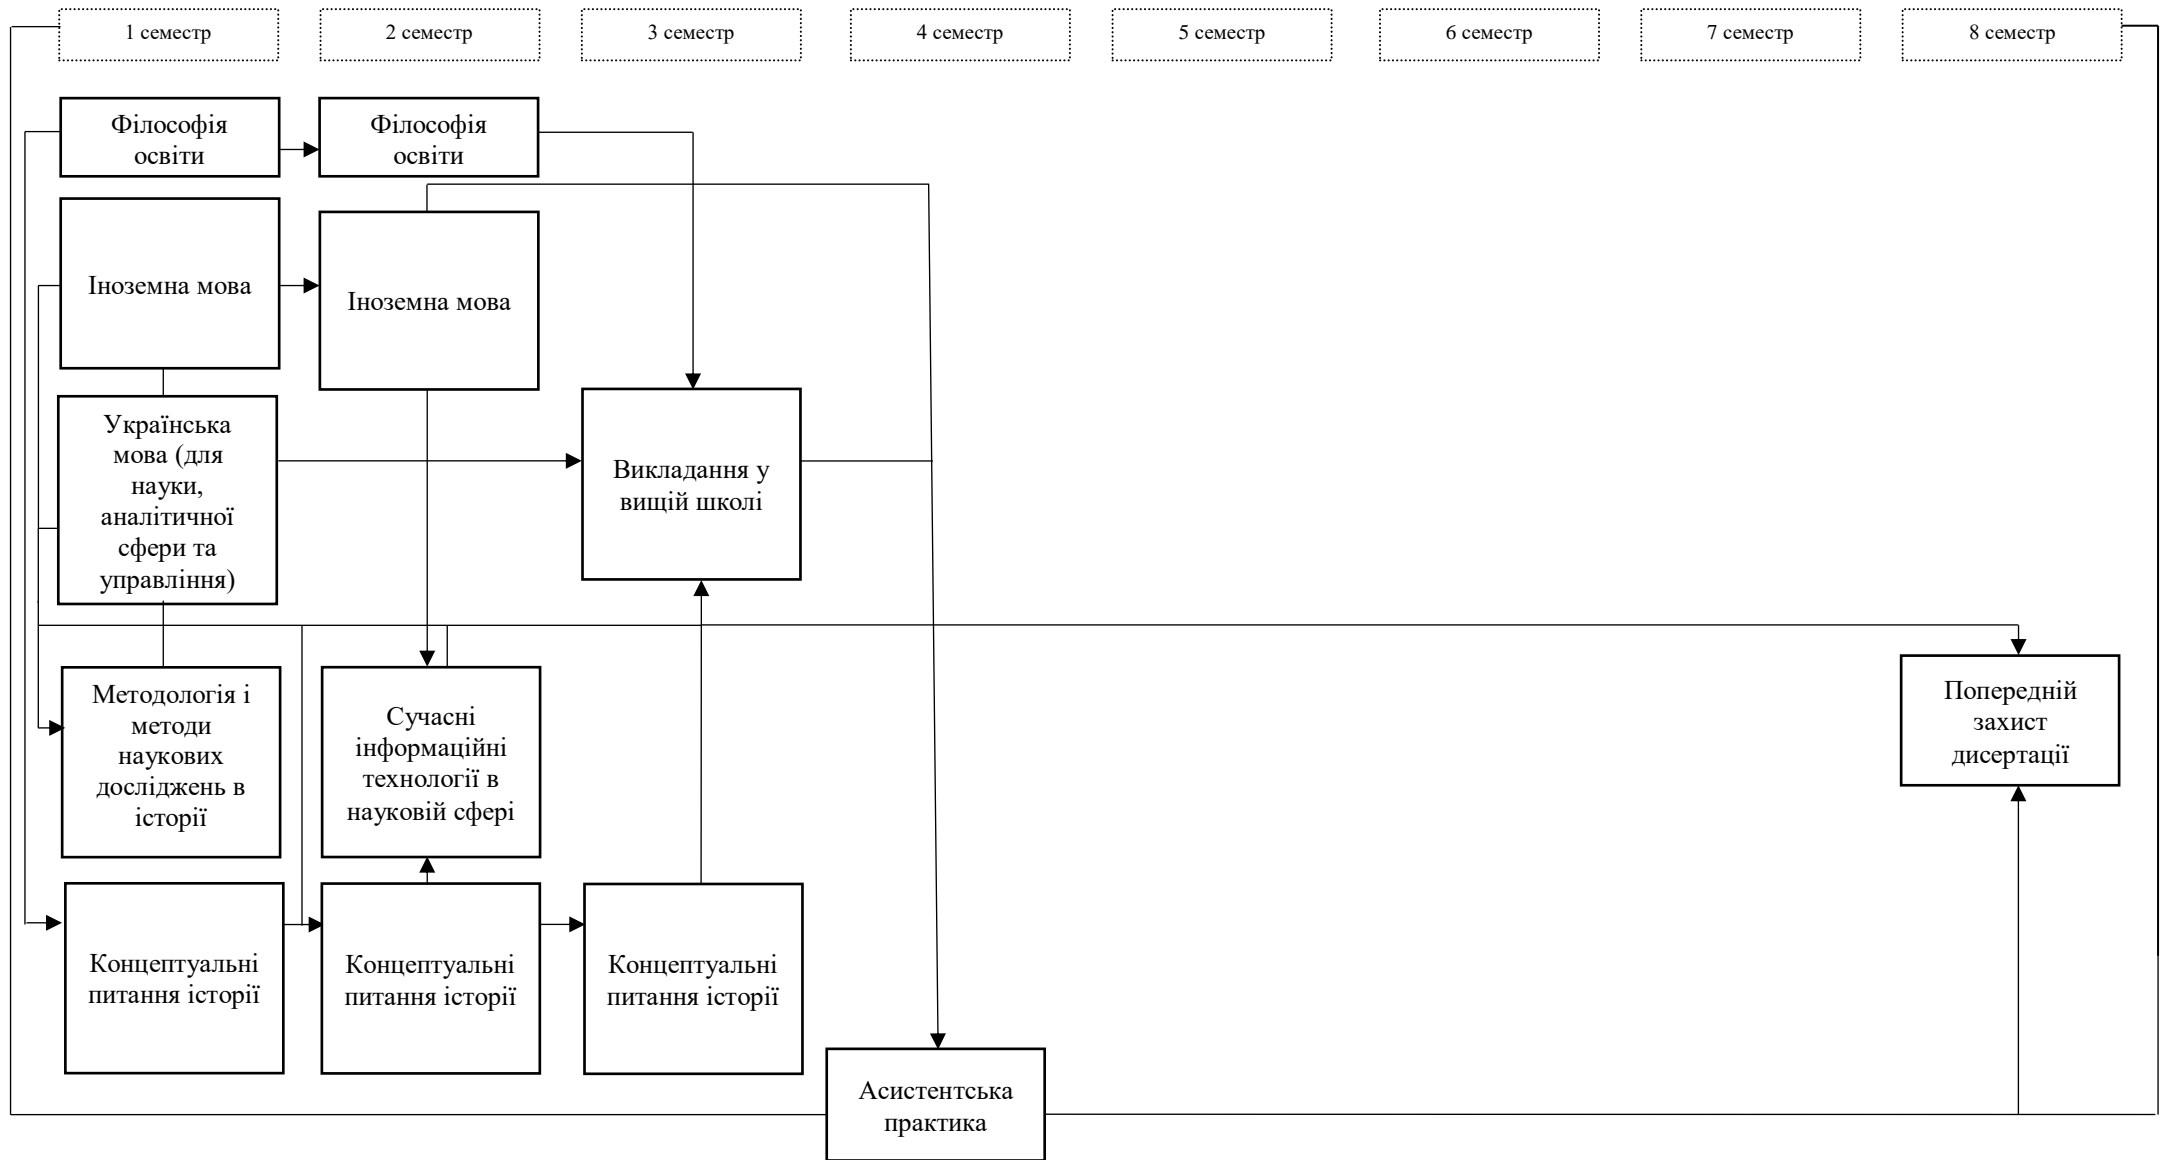 1 семестр
2 семестр
3 семестр
4 семестр
5 семестр
6 семестр
7 семестр
8 семестр
Філософія
освіти
Філософія
освіти
Іноземна мова
Іноземна мова
Українська
мова (для
науки,
аналітичної
сфери та
управління)
Викладання у
вищій школі
Методологія і
методи
наукових
досліджень в
історії
Сучасні
інформаційні
технології в
науковій сфері
Попередній
захист
дисертації
Концептуальні
питання історії
Концептуальні
питання історії
Концептуальні
питання історії
Асистентська
практика